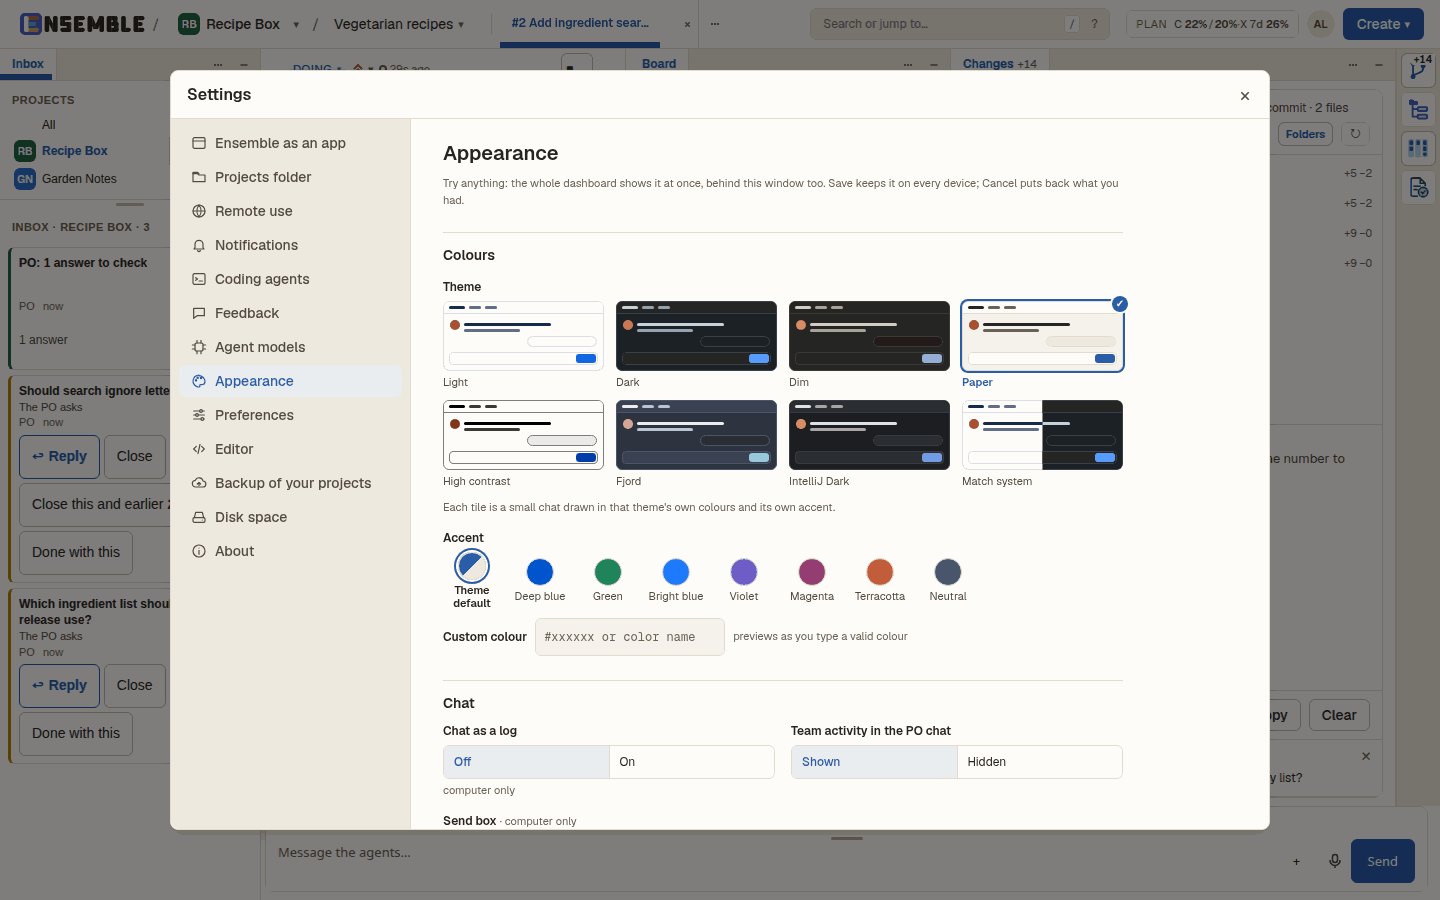 ENSEMBLE / RB Recipe Box ▾ / Vegetarian recipes ▾ #2 Add ingredient sear... × ··· Search or jump to... / ? PLAN C 22% / 20% · X 7d 26% AL Create ▾
Inbox ··· – DOING 29s ago Board ··· – Changes +14 ··· – +14
Settings ×
PROJECTS
All
RB Recipe Box
GN Garden Notes
INBOX · RECIPE BOX · 3
PO: 1 answer to check
PO now
1 answer
Should search ignore lette
The PO asks
PO now
↩ Reply Close
Close this and earlier 2
Done with this
Which ingredient list shoul
release use?
The PO asks
PO now
↩ Reply Close
Done with this
Ensemble as an app
Projects folder
Remote use
Notifications
Coding agents
Feedback
Agent models
Appearance
Preferences
Editor
Backup of your projects
Disk space
About
Appearance
Try anything: the whole dashboard shows it at once, behind this window too. Save keeps it on every device; Cancel puts back what you
had.
Colours
Theme
Light Dark Dim Paper
High contrast Fjord IntelliJ Dark Match system
Each tile is a small chat drawn in that theme's own colours and its own accent.
Accent
Theme
default
Deep blue Green Bright blue Violet Magenta Terracotta Neutral
Custom colour #xxxxxx or color name previews as you type a valid colour
Chat
Chat as a log Team activity in the PO chat
Off On Shown Hidden
computer only
Send box · computer only
commit · 2 files
Folders ↻
+5 −2
+5 −2
+9 −0
+9 −0
e number to
opy Clear
×
y list?
Message the agents...
+ Send